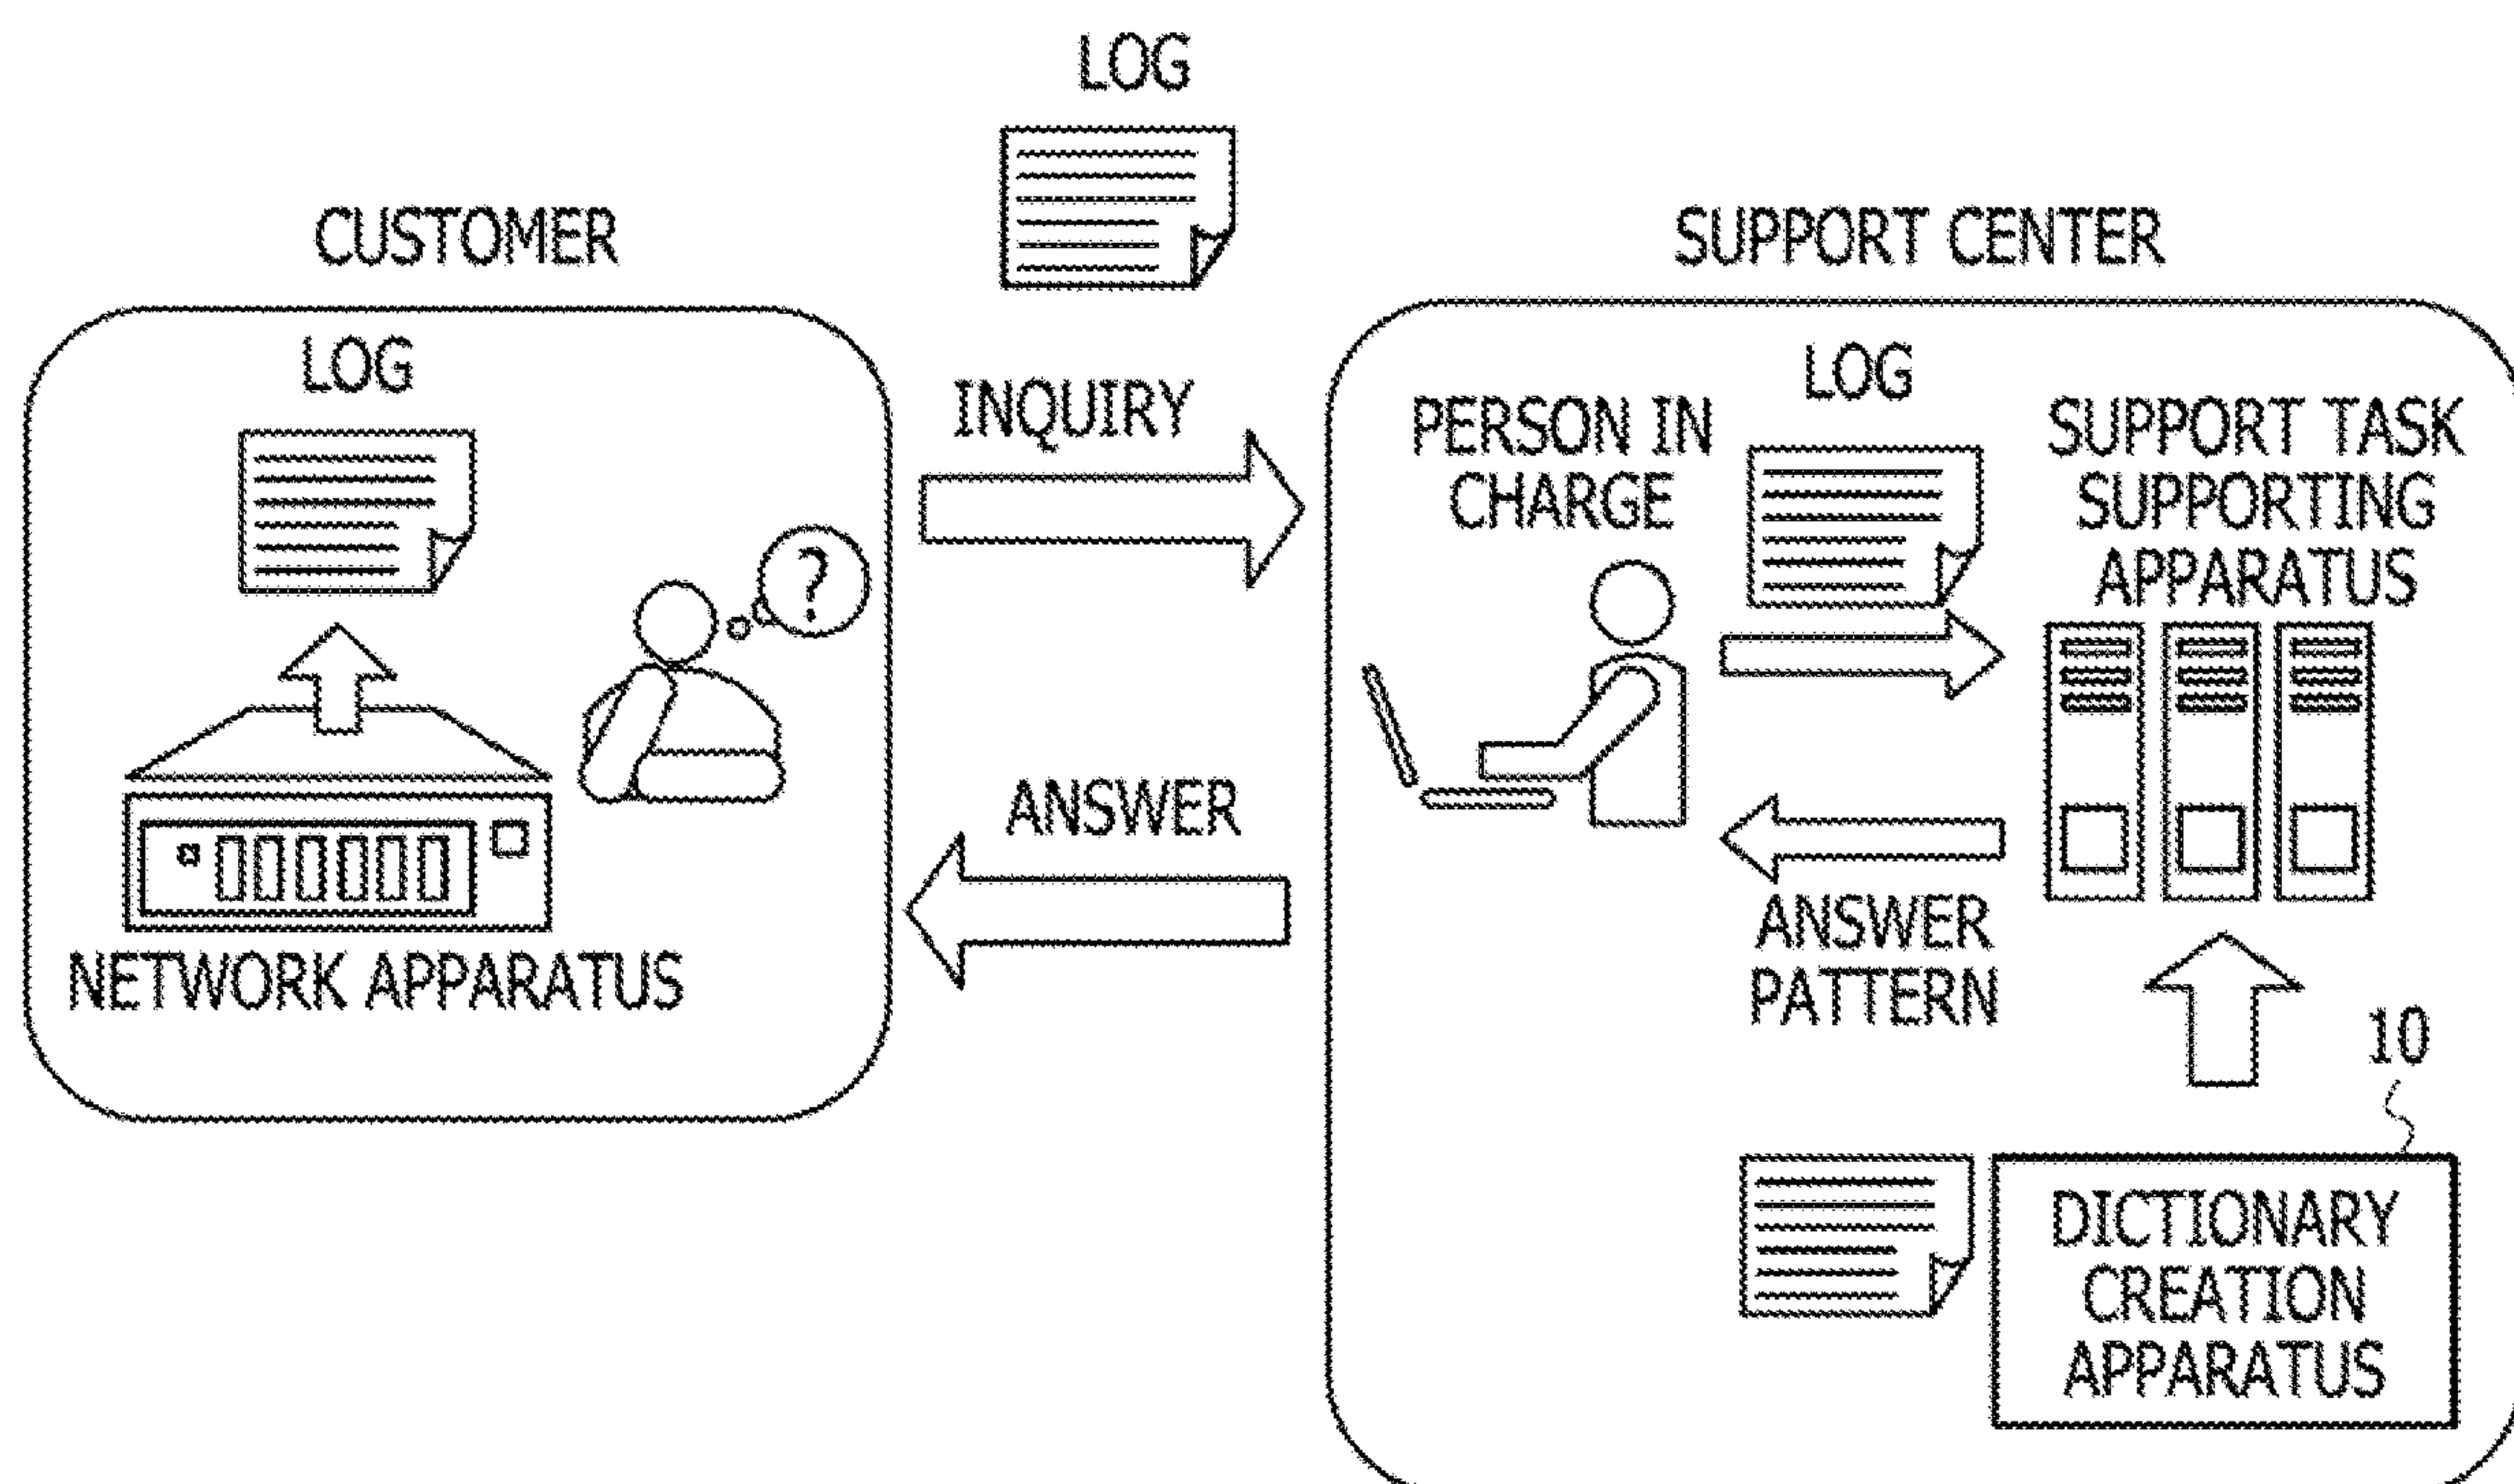 LOG
CUSTOMER
SUPPORT CENTER
LOG
INQUIRY
LOG
PERSON IN
CHARGE
SUPPORT TASK
SUPPORTING
APPARATUS
?
ANSWER
NETWORK APPARATUS
ANSWER
PATTERN
10
DICTIONARY
CREATION
APPARATUS